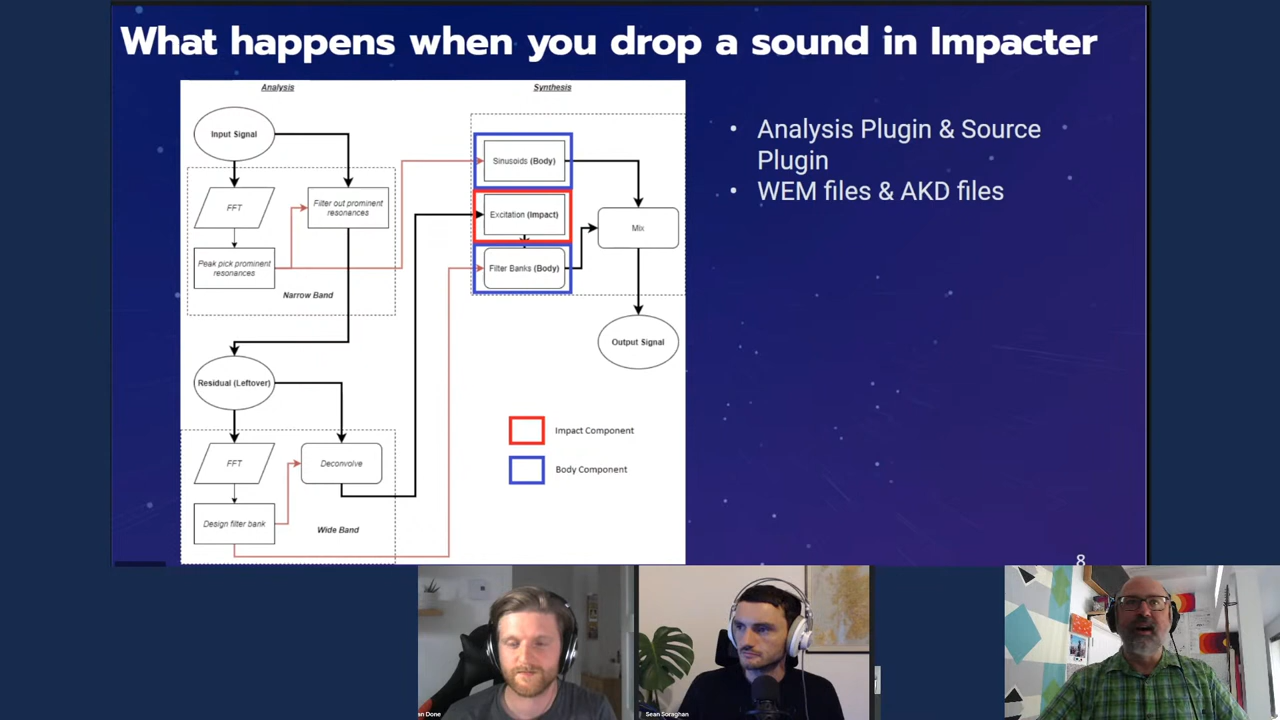 What happens when you drop a sound in Impacter
Analysis
Synthesis
Input Signal
FFT
Filter out prominent
resonances
Peak pick prominent
resonances
Narrow Band
Residual (Leftover)
FFT
Deconvolve
Design filter bank
Wide Band
Sinusoids (Body)
Excitation (Impact)
Filter Banks (Body)
Mix
Output Signal
Impact Component
Body Component
• Analysis Plugin & Source
Plugin
• WEM files & AKD files
8
an Done
Sean Soraghan